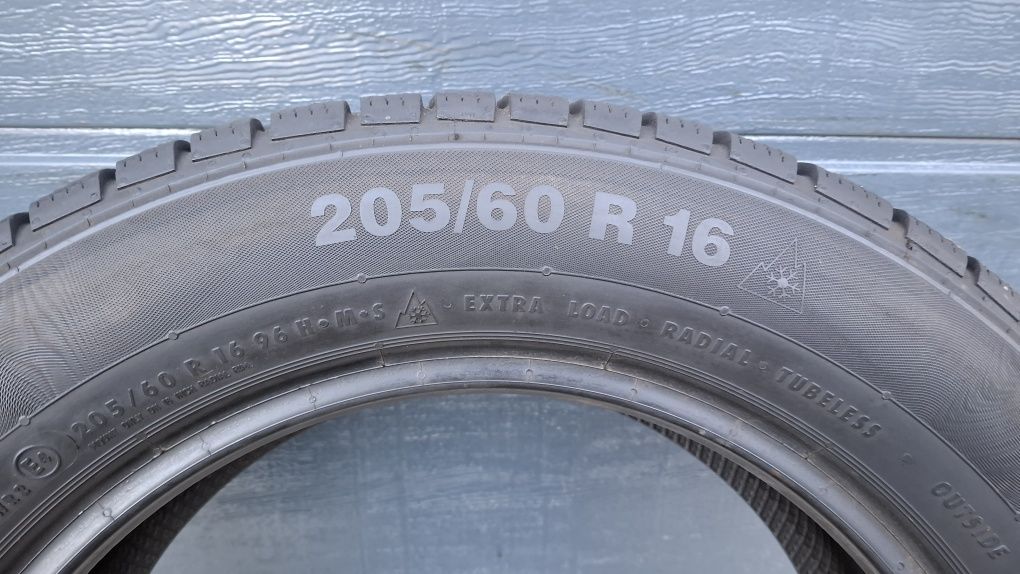 205/60 R 16
205/60 R 16 96 H•M•S EXTRA LOAD • RADIAL • TUBELESS
OUTSIDE